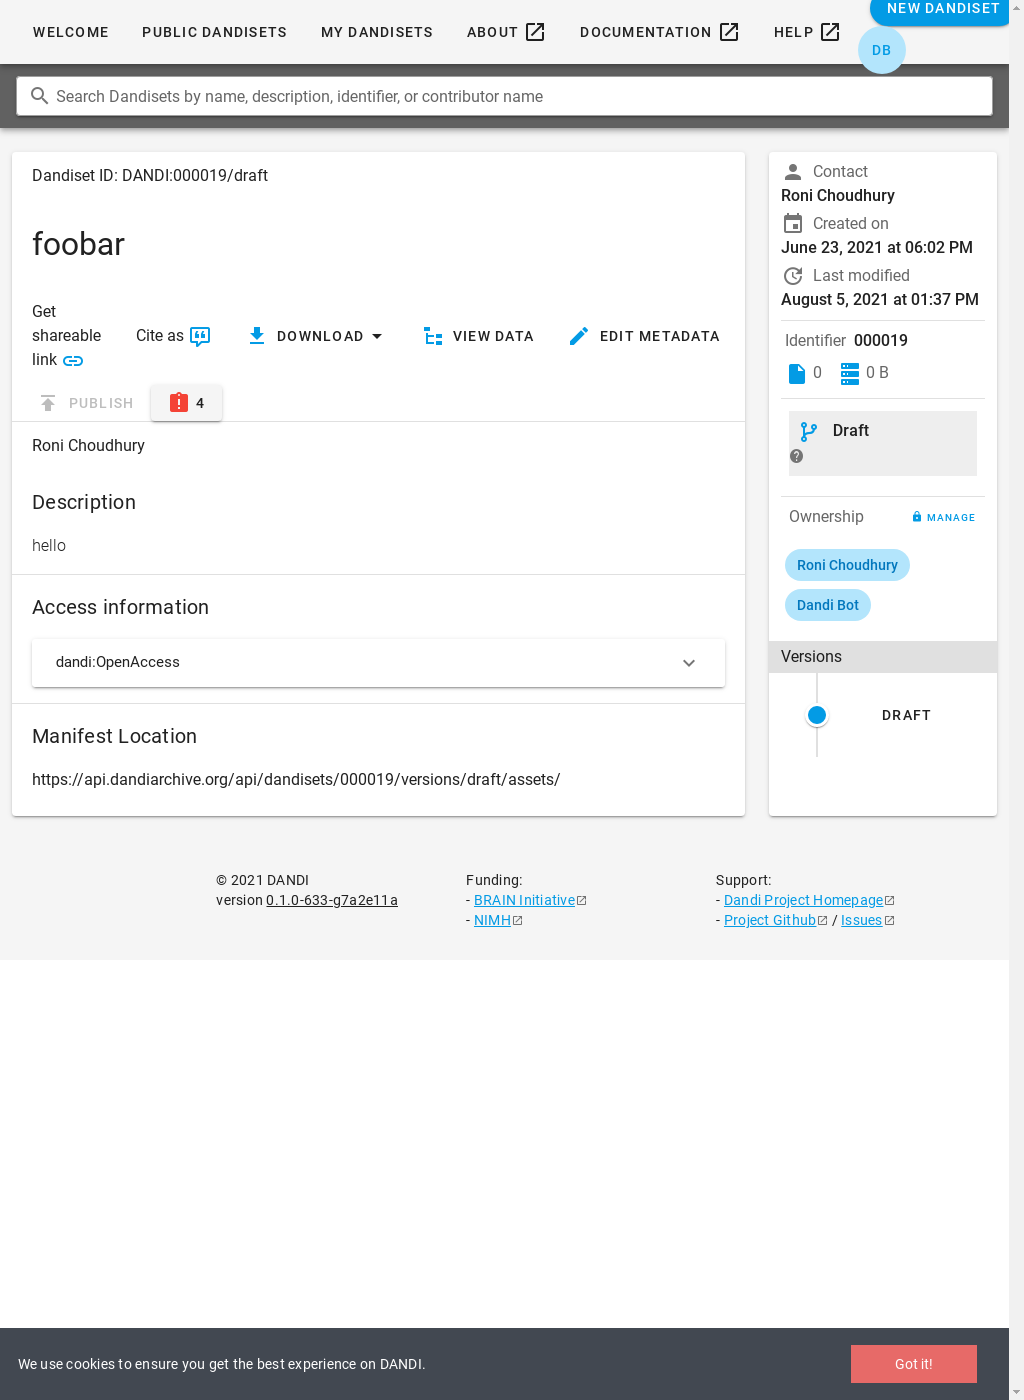 WELCOME
PUBLIC DANDISETS
MY DANDISETS
ABOUT
DOCUMENTATION
HELP
NEW DANDISET
DB
Search Dandisets by name, description, identifier, or contributor name
Dandiset ID: DANDI:000019/draft
foobar
Get
shareable
link
Cite as
DOWNLOAD
VIEW DATA
EDIT METADATA
PUBLISH
4
Roni Choudhury
Description
hello
Access information
dandi:OpenAccess
Manifest Location
https://api.dandiarchive.org/api/dandisets/000019/versions/draft/assets/
Contact
Roni Choudhury
Created on
June 23, 2021 at 06:02 PM
Last modified
August 5, 2021 at 01:37 PM
Identifier 000019
0 0 B
Draft
Ownership
MANAGE
Roni Choudhury
Dandi Bot
Versions
DRAFT
© 2021 DANDI
version 0.1.0-633-g7a2e11a
Funding:
- BRAIN Initiative
- NIMH
Support:
- Dandi Project Homepage
- Project Github / Issues
We use cookies to ensure you get the best experience on DANDI.
Got it!